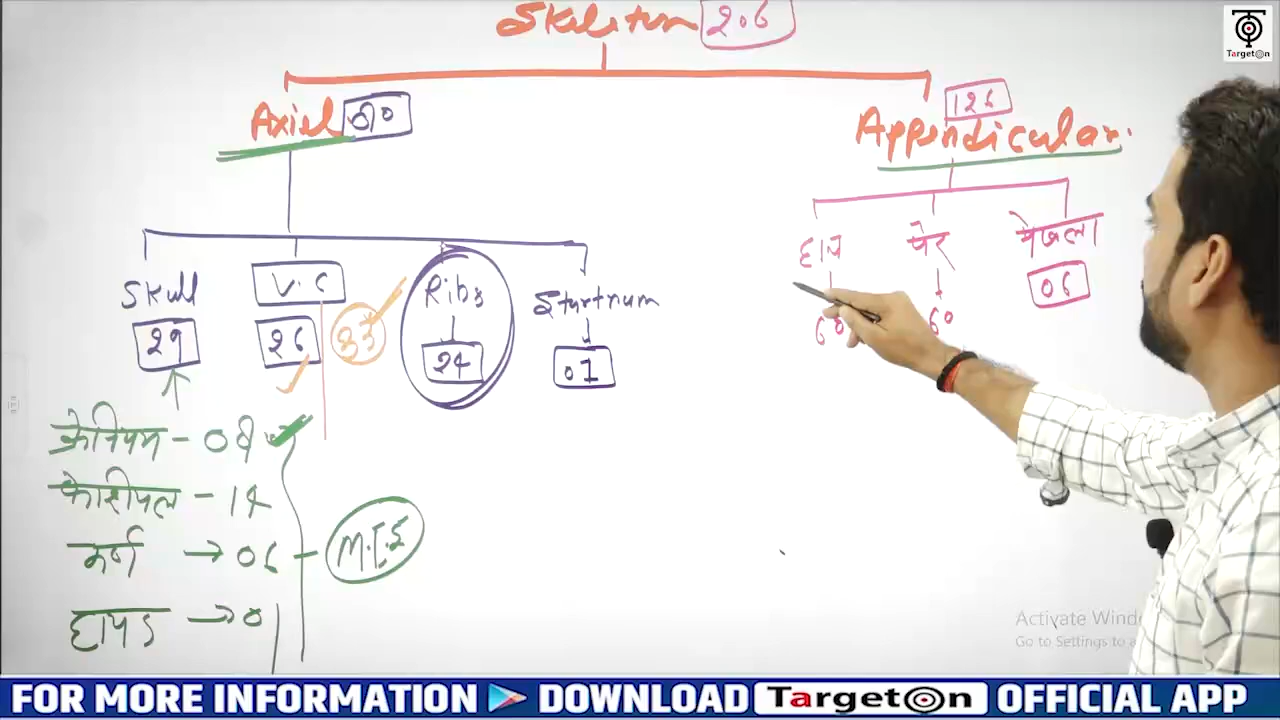 Skeleton 206
Axial 80
126
Appendicular.
Skull
29
V.C
26
33
Ribs
24
Sturtnum
01
हाथ
60
पैर
60
मेखला
06
क्रेनियम - 08
फेशीयल - 14
कर्ण → 06 - M.I.S
हायड → 01
TargetOn
Activate Wind
Go to Settings to a
FOR MORE INFORMATION DOWNLOAD TargetOn OFFICIAL APP